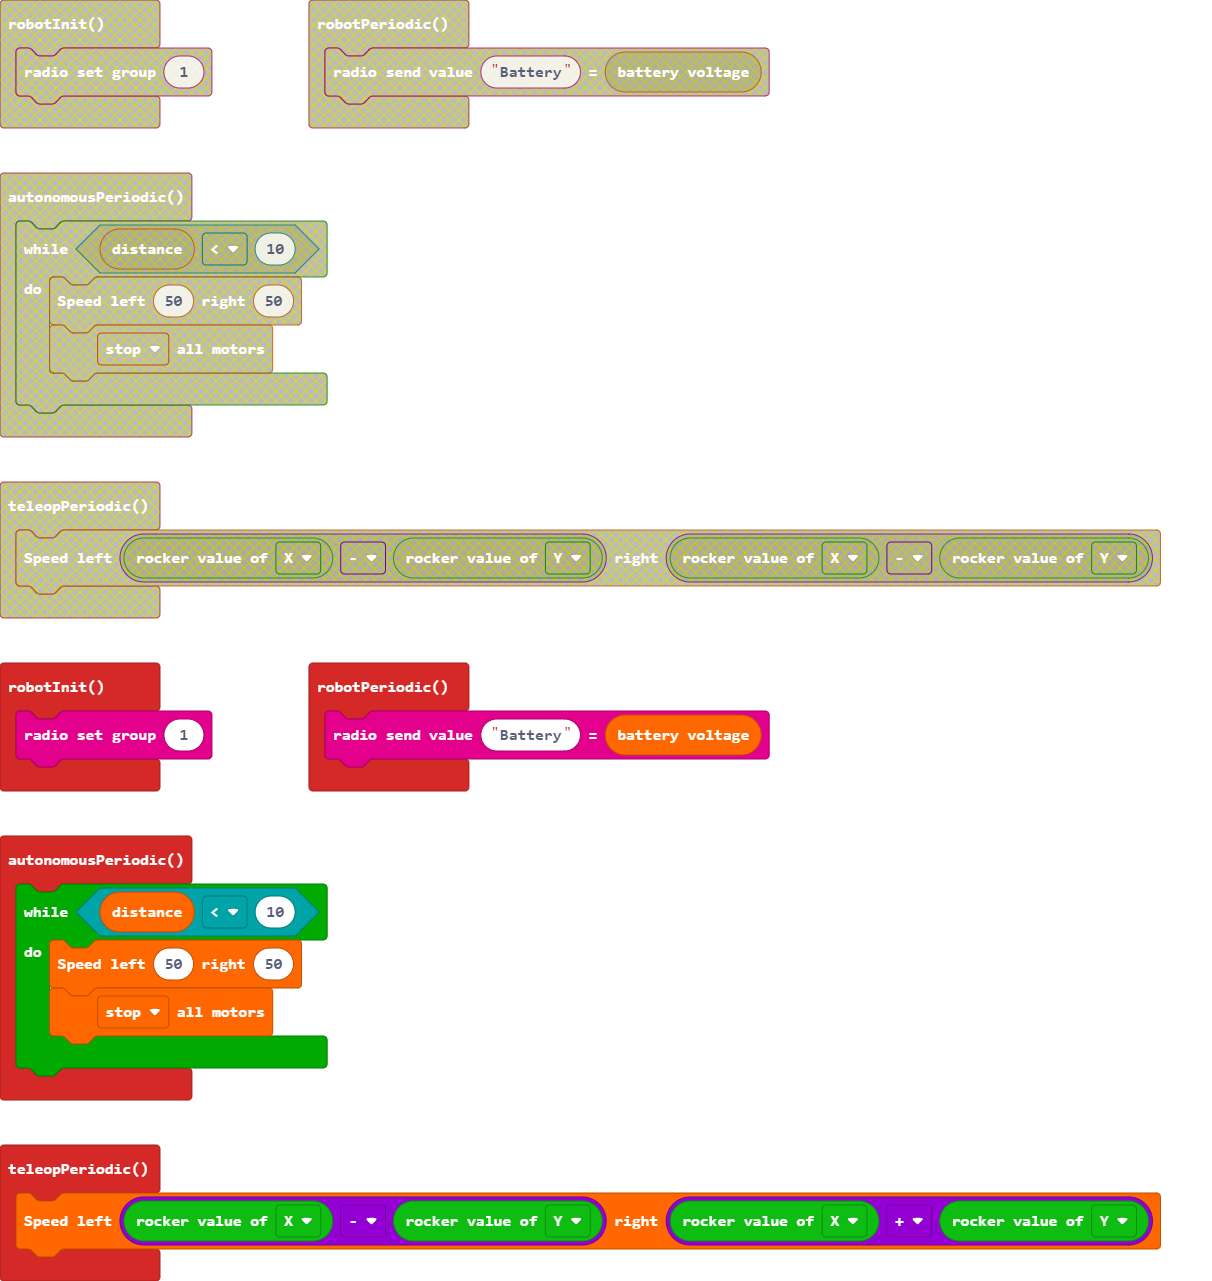 robotInit()
robotPeriodic()
radio set group 1
radio send value "Battery" = battery voltage
autonomousPeriodic()
while distance < 10
do
Speed left 50 right 50
stop all motors
teleopPeriodic()
Speed left rocker value of X - rocker value of Y right rocker value of X - rocker value of Y
robotInit()
robotPeriodic()
radio set group 1
radio send value "Battery" = battery voltage
autonomousPeriodic()
while distance < 10
do
Speed left 50 right 50
stop all motors
teleopPeriodic()
Speed left rocker value of X - rocker value of Y right rocker value of X + rocker value of Y